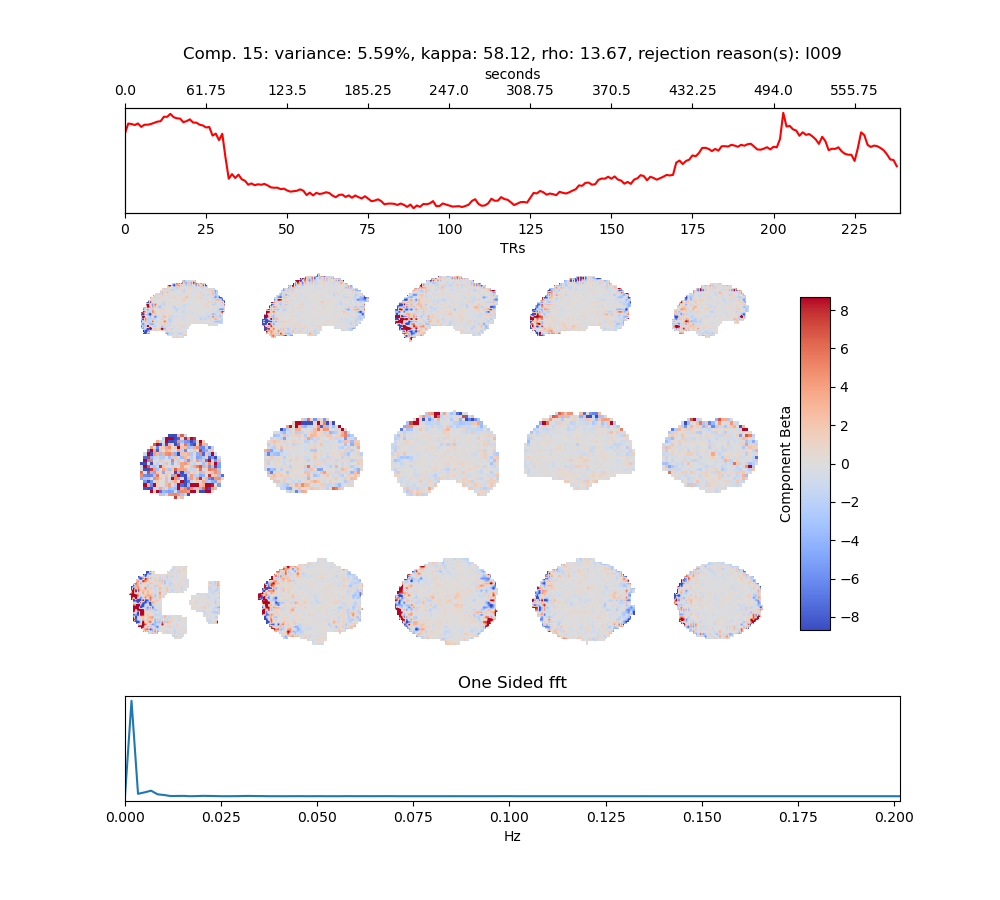 Comp. 15: variance: 5.59%, kappa: 58.12, rho: 13.67, rejection reason(s): I009
seconds
0.0 61.75 123.5 185.25 247.0 308.75 370.5 432.25 494.0 555.75
0 25 50 75 100 125 150 175 200 225
TRs
8
6
4
2
0
−2
−4
−6
−8
Component Beta
One Sided fft
0.000 0.025 0.050 0.075 0.100 0.125 0.150 0.175 0.200
Hz